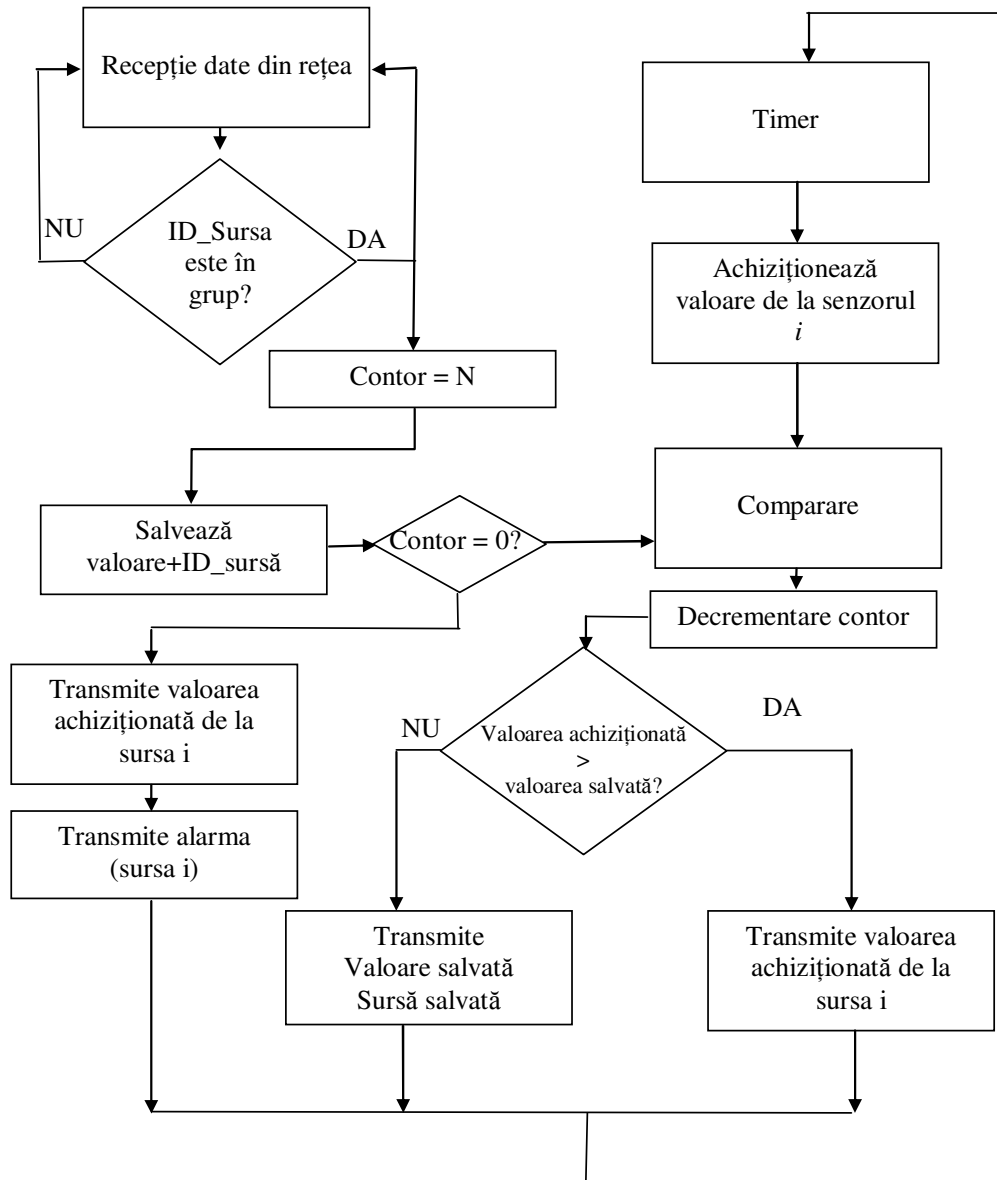 Recepție date din rețea
NU
ID_Sursa
este în
grup?
DA
Contor = N
Salvează
valoare+ID_sursă
Contor = 0?
Transmite valoarea
achiziționată de la
sursa i
Transmite alarma
(sursa i)
Timer
Achiziționează
valoare de la senzorul
i
Comparare
Decrementare contor
NU
Valoarea achiziționată
>
valoarea salvată?
DA
Transmite
Valoare salvată
Sursă salvată
Transmite valoarea
achiziționată de la
sursa i